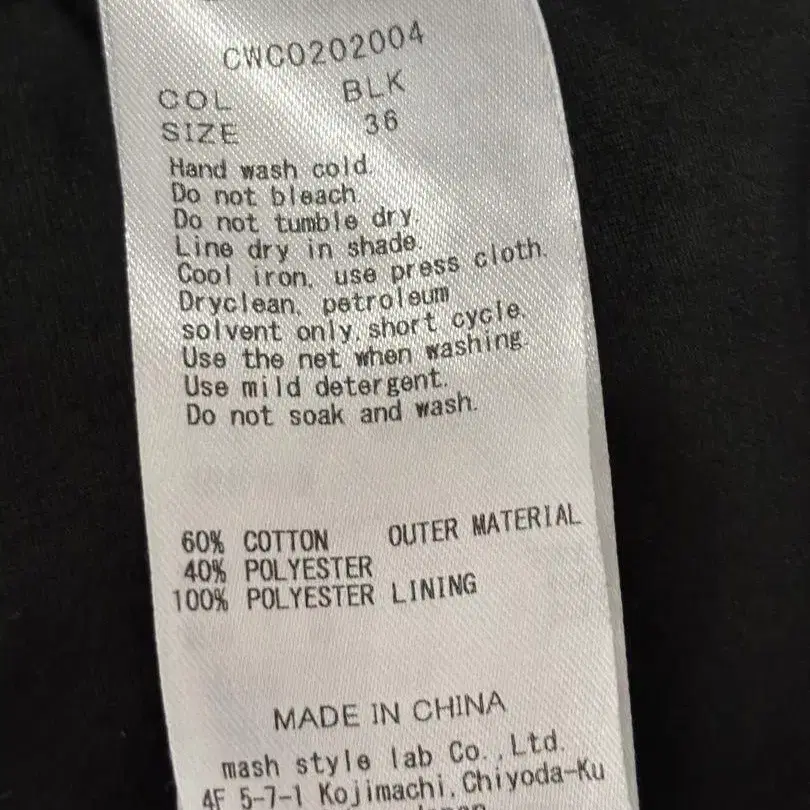 CWC0202004
COL BLK
SIZE 36
Hand wash cold.
Do not bleach.
Do not tumble dry.
Line dry in shade.
Cool iron, use press cloth.
Dryclean, petroleum
solvent only, short cycle.
Use the net when washing.
Use mild detergent.
Do not soak and wash.
60% COTTON OUTER MATERIAL
40% POLYESTER
100% POLYESTER LINING
MADE IN CHINA
mash style lab Co.,Ltd.
4F 5-7-1 Kojimachi,Chiyoda-Ku